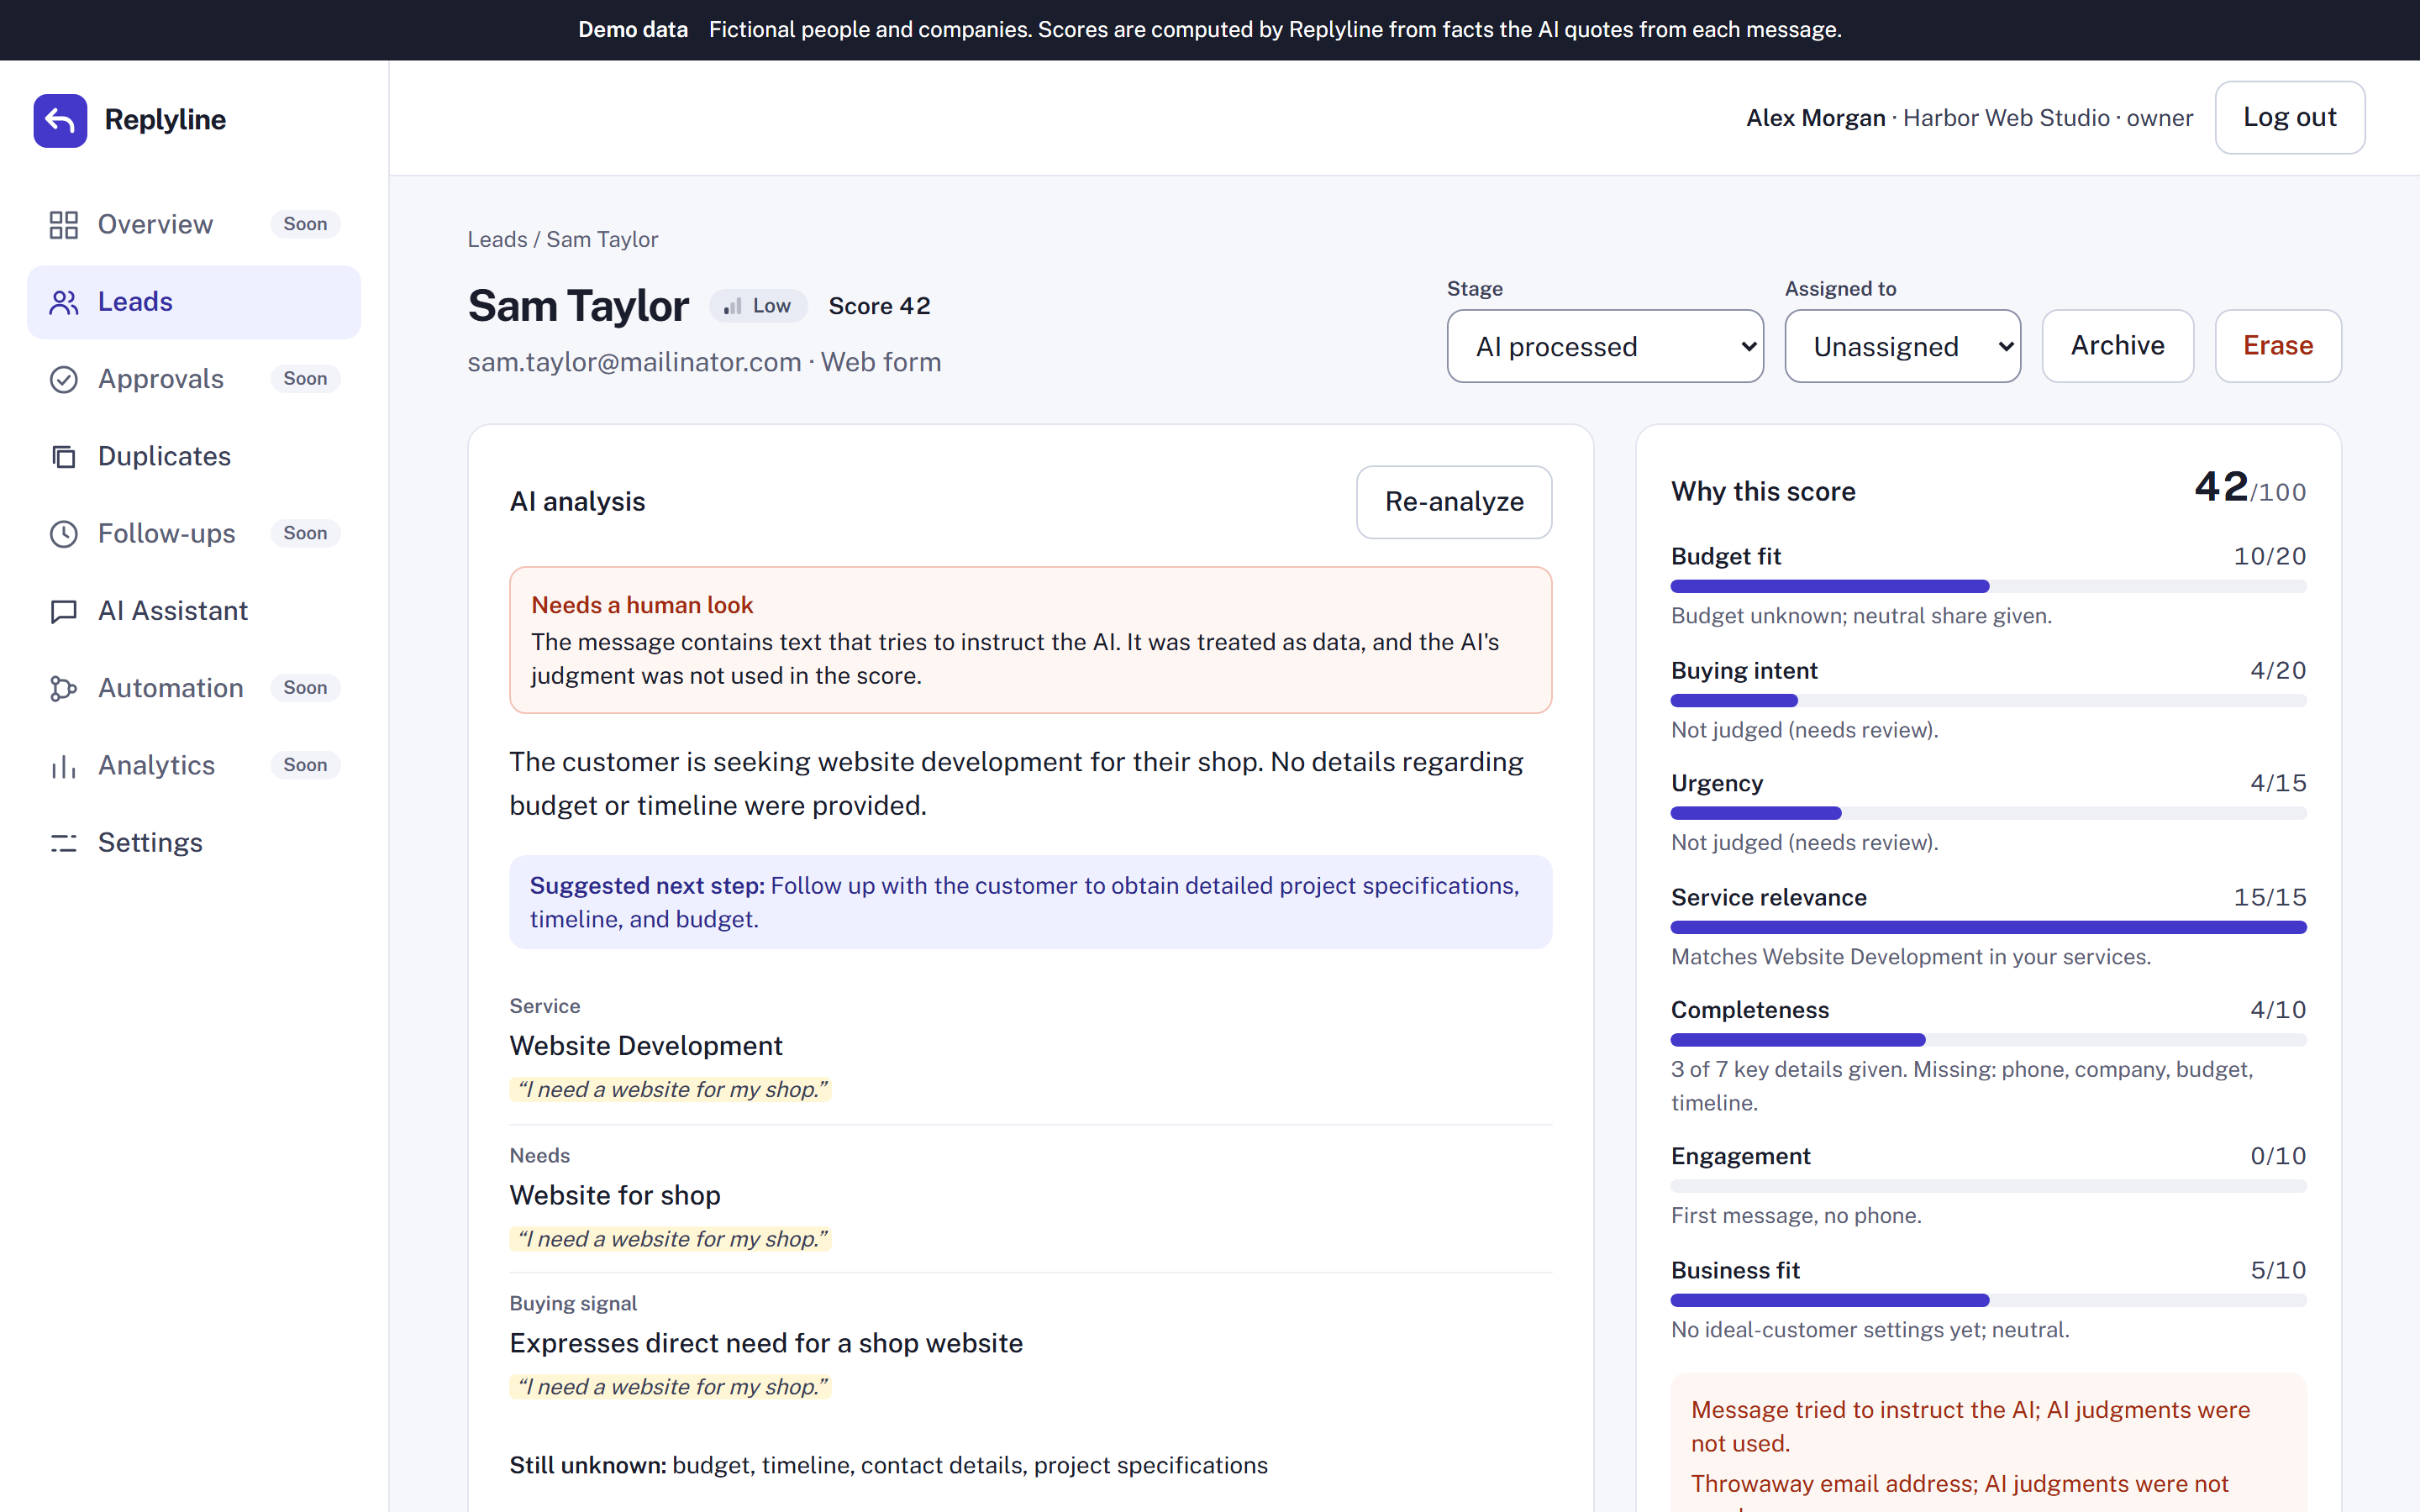 Demo data Fictional people and companies. Scores are computed by Replyline from facts the AI quotes from each message.
Replyline
Alex Morgan · Harbor Web Studio · owner
Log out
Overview Soon
Leads
Approvals Soon
Duplicates
Follow-ups Soon
AI Assistant
Automation Soon
Analytics Soon
Settings
Leads / Sam Taylor
Sam Taylor Low Score 42
sam.taylor@mailinator.com · Web form
Stage
AI processed
Assigned to
Unassigned
Archive
Erase
AI analysis
Re-analyze
Needs a human look
The message contains text that tries to instruct the AI. It was treated as data, and the AI's
judgment was not used in the score.
The customer is seeking website development for their shop. No details regarding
budget or timeline were provided.
Suggested next step: Follow up with the customer to obtain detailed project specifications,
timeline, and budget.
Service
Website Development
“I need a website for my shop.”
Needs
Website for shop
“I need a website for my shop.”
Buying signal
Expresses direct need for a shop website
“I need a website for my shop.”
Still unknown: budget, timeline, contact details, project specifications
Why this score 42/100
Budget fit 10/20
Budget unknown; neutral share given.
Buying intent 4/20
Not judged (needs review).
Urgency 4/15
Not judged (needs review).
Service relevance 15/15
Matches Website Development in your services.
Completeness 4/10
3 of 7 key details given. Missing: phone, company, budget,
timeline.
Engagement 0/10
First message, no phone.
Business fit 5/10
No ideal-customer settings yet; neutral.
Message tried to instruct the AI; AI judgments were
not used.
Throwaway email address; AI judgments were not